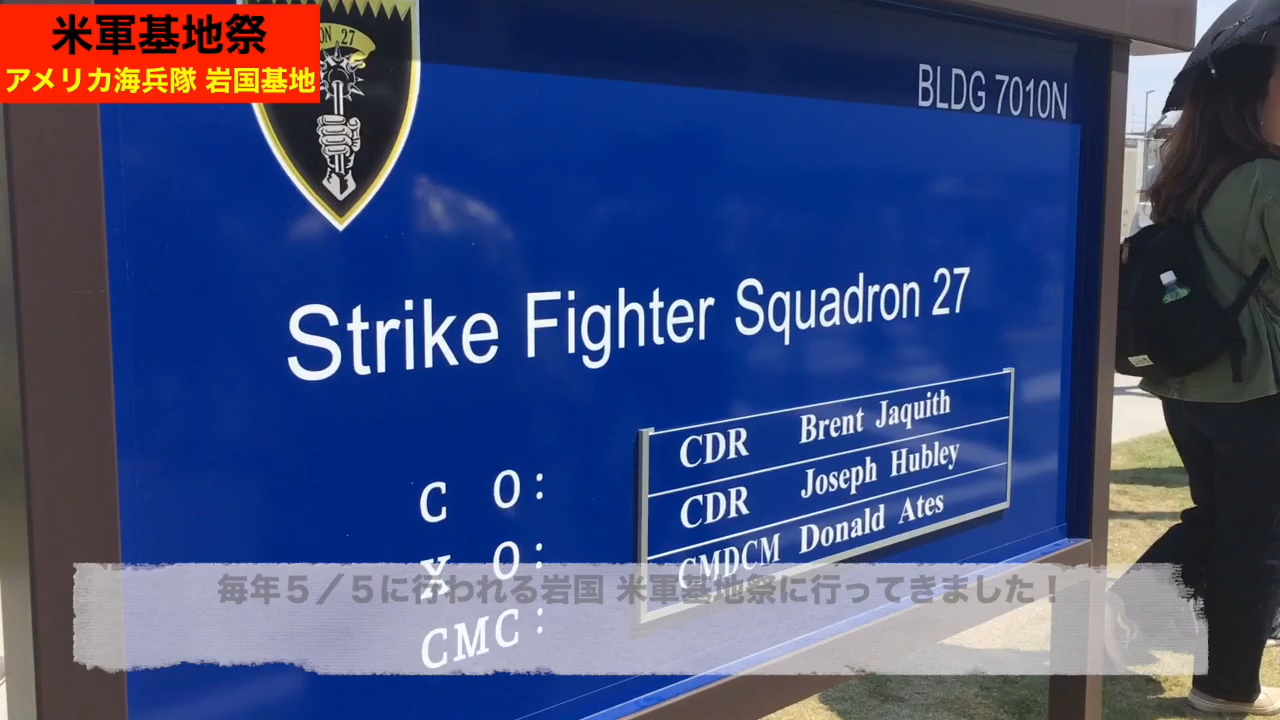 米軍基地祭
アメリカ海兵隊 岩国基地
ON 27
BLDG 7010N
Strike Fighter Squadron 27
C O: CDR Brent Jaquith
X O: CDR Joseph Hubley
CMC: CMDCM Donald Ates
毎年5/5に行われる岩国 米軍基地祭に行ってきました!